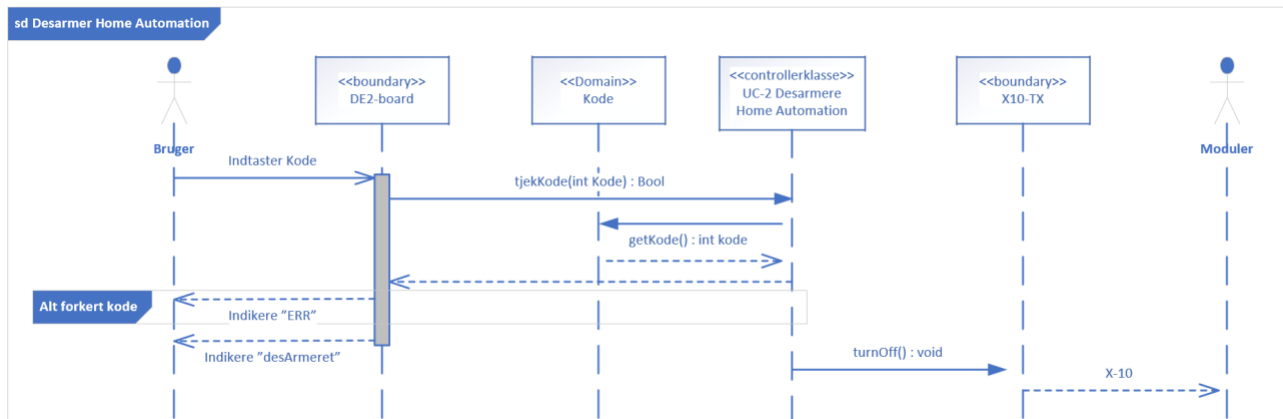 sd Desarmer Home Automation
<<boundary>>
DE2-board
<<Domain>>
Kode
<<controllerklasse>>
UC-2 Desarmere
Home Automation
<<boundary>>
X10-TX
Bruger
Moduler
Indtaster Kode
tjekKode(int Kode) : Bool
getKode() : int kode
Alt forkert kode
Indikere ”ERR”
Indikere ”desArmeret”
turnOff() : void
X-10